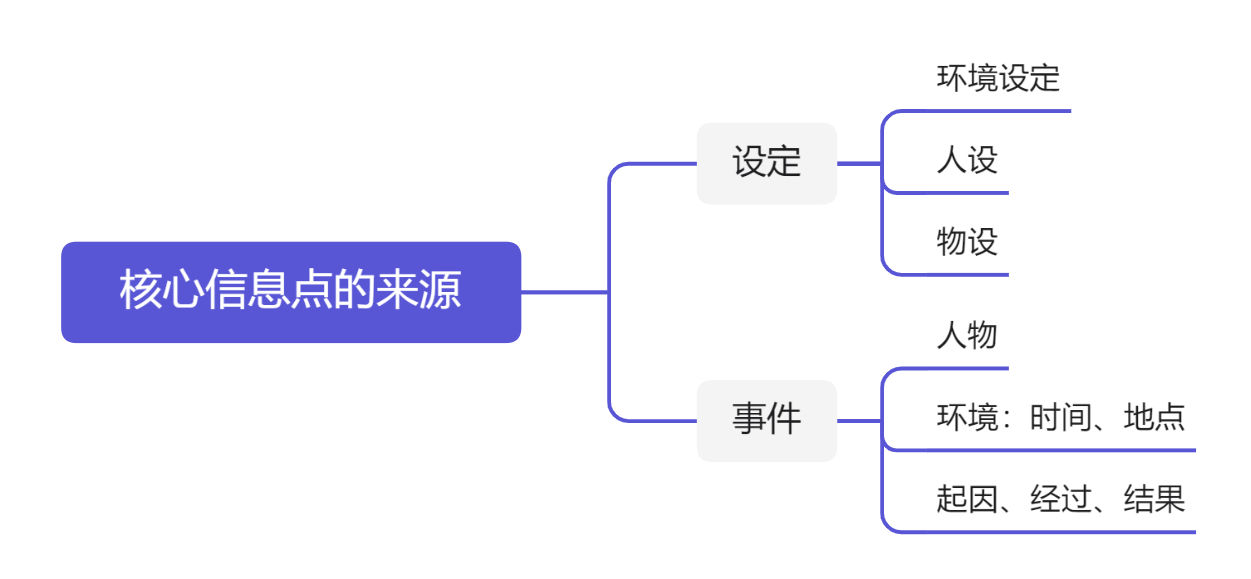 核心信息点的来源
设定
环境设定
人设
物设
事件
人物
环境：时间、地点
起因、经过、结果